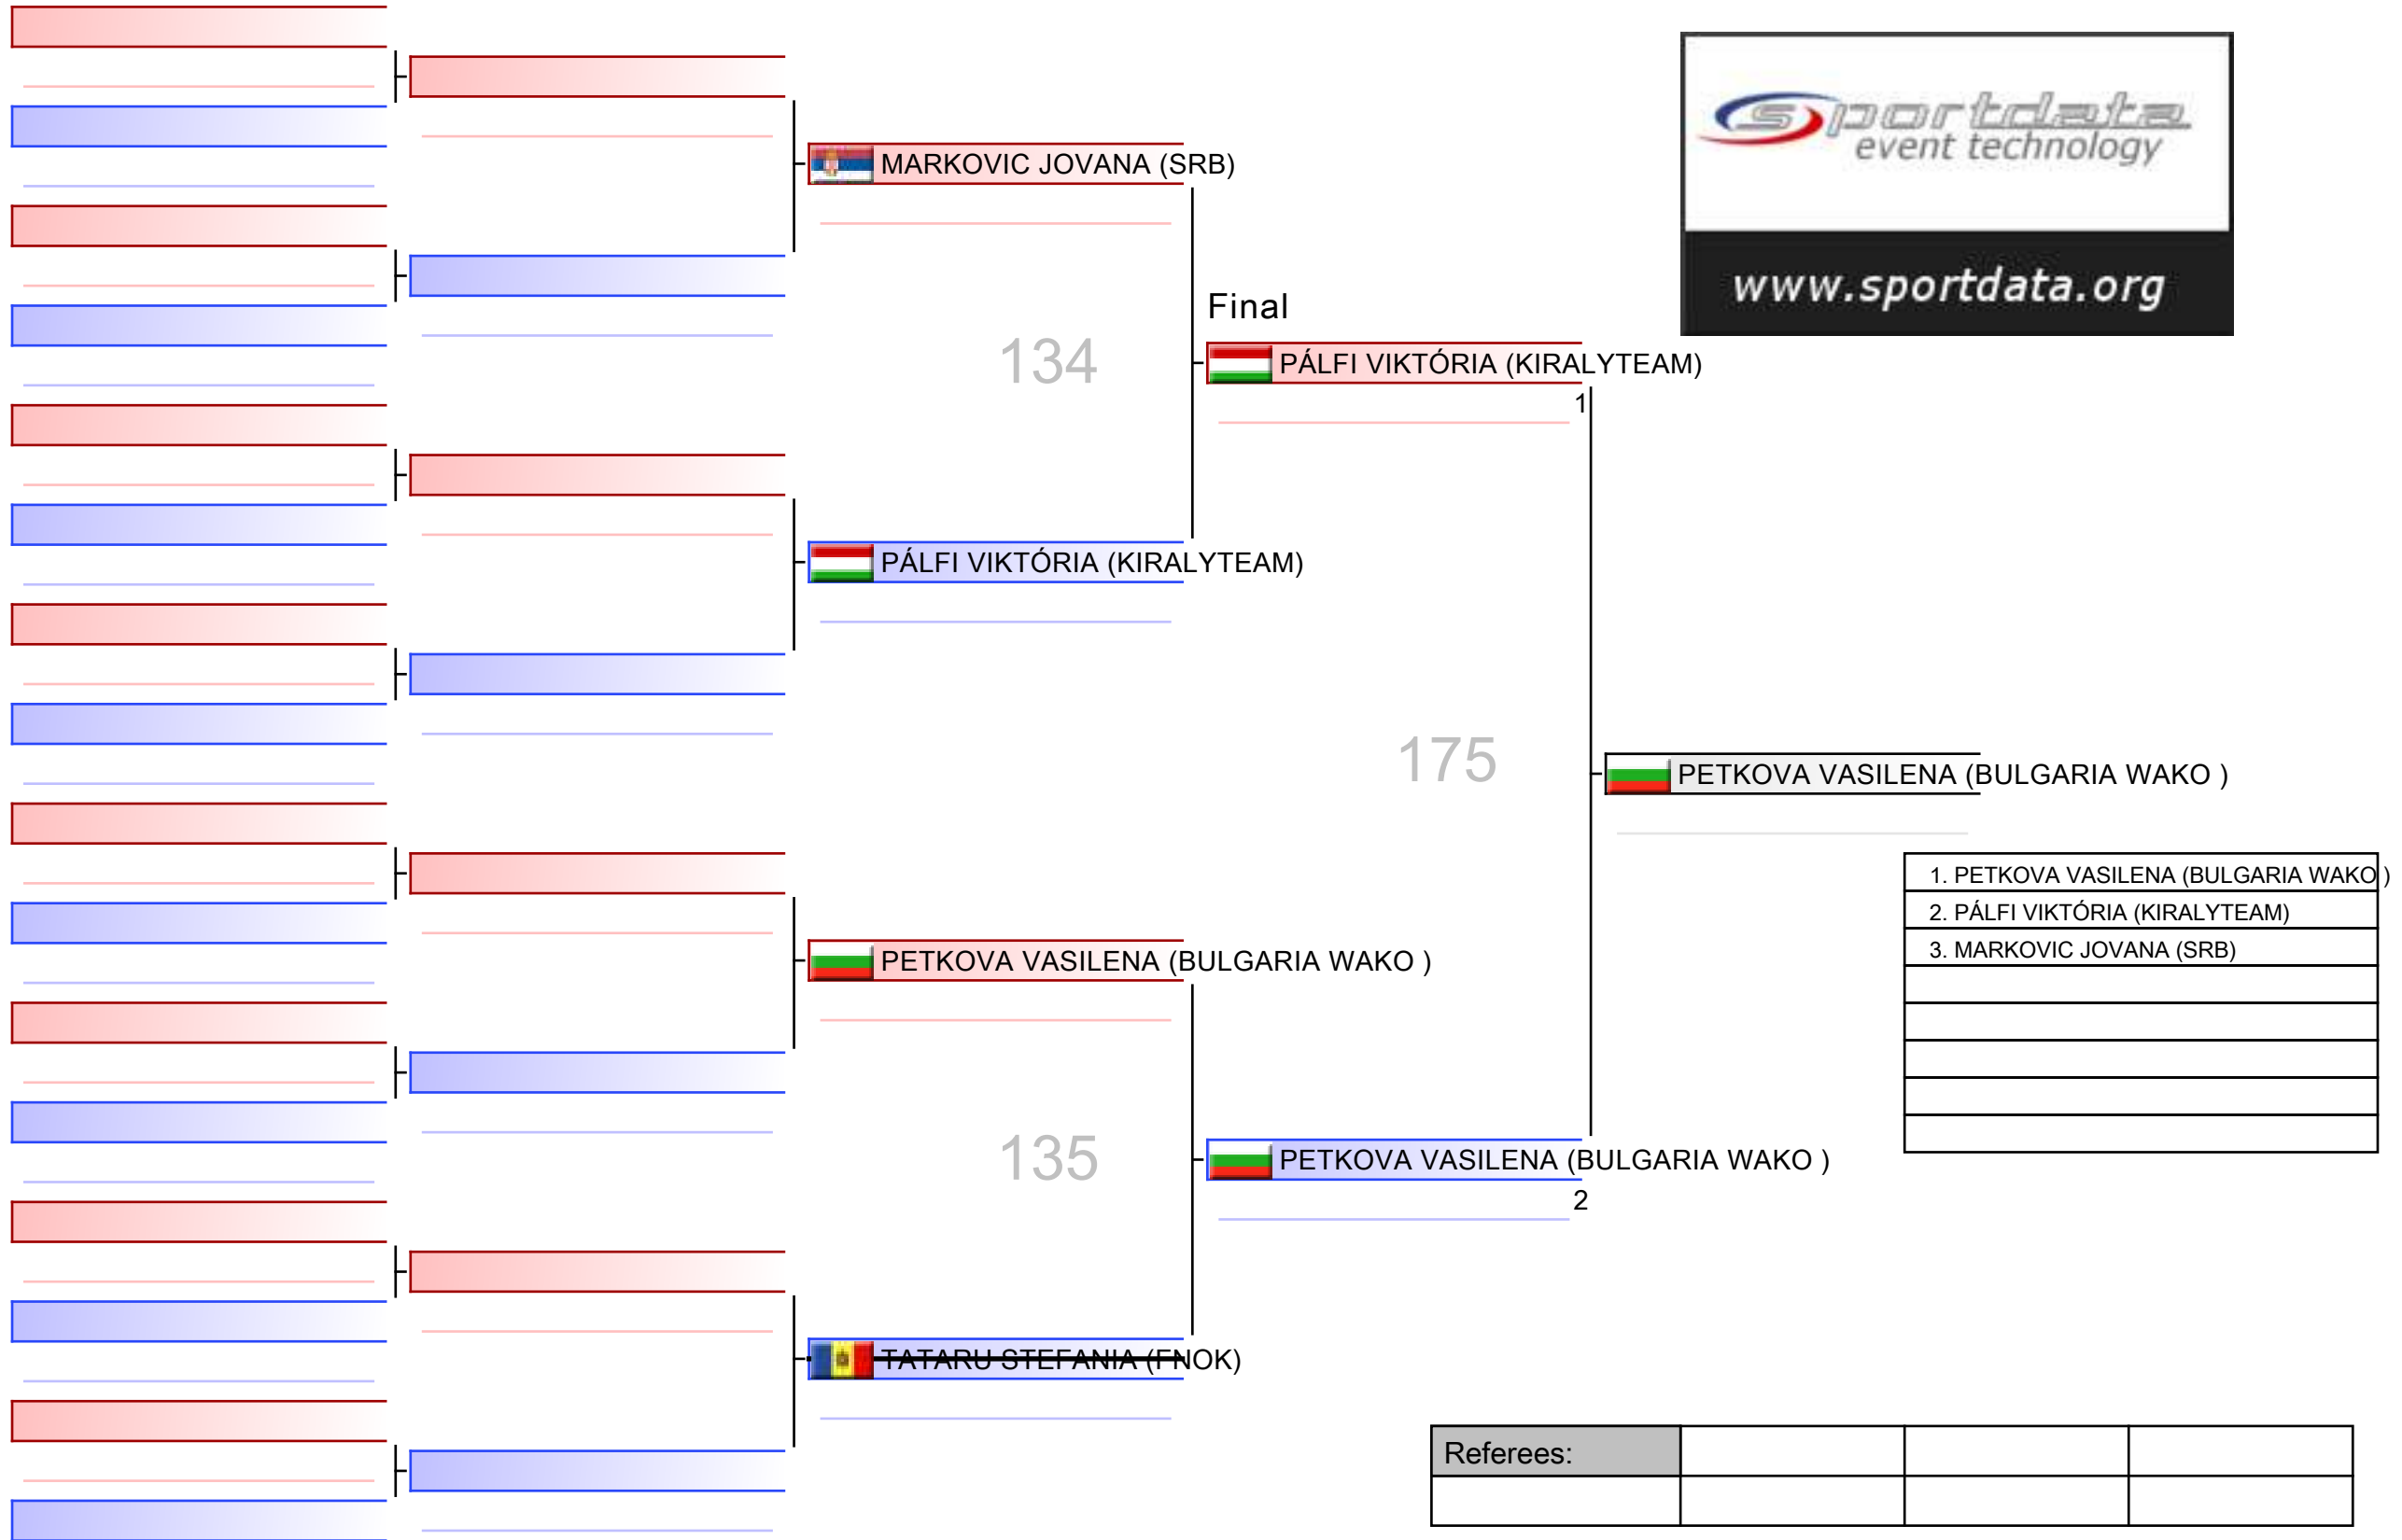 sportdata
event technology
www.sportdata.org
MARKOVIC JOVANA (SRB)
Final
134
PÁLFI VIKTÓRIA (KIRALYTEAM)
1
PÁLFI VIKTÓRIA (KIRALYTEAM)
175
PETKOVA VASILENA (BULGARIA WAKO )
1. PETKOVA VASILENA (BULGARIA WAKO )
2. PÁLFI VIKTÓRIA (KIRALYTEAM)
3. MARKOVIC JOVANA (SRB)
PETKOVA VASILENA (BULGARIA WAKO )
135
PETKOVA VASILENA (BULGARIA WAKO )
2
TATARU STEFANIA (FNOK)
Referees: